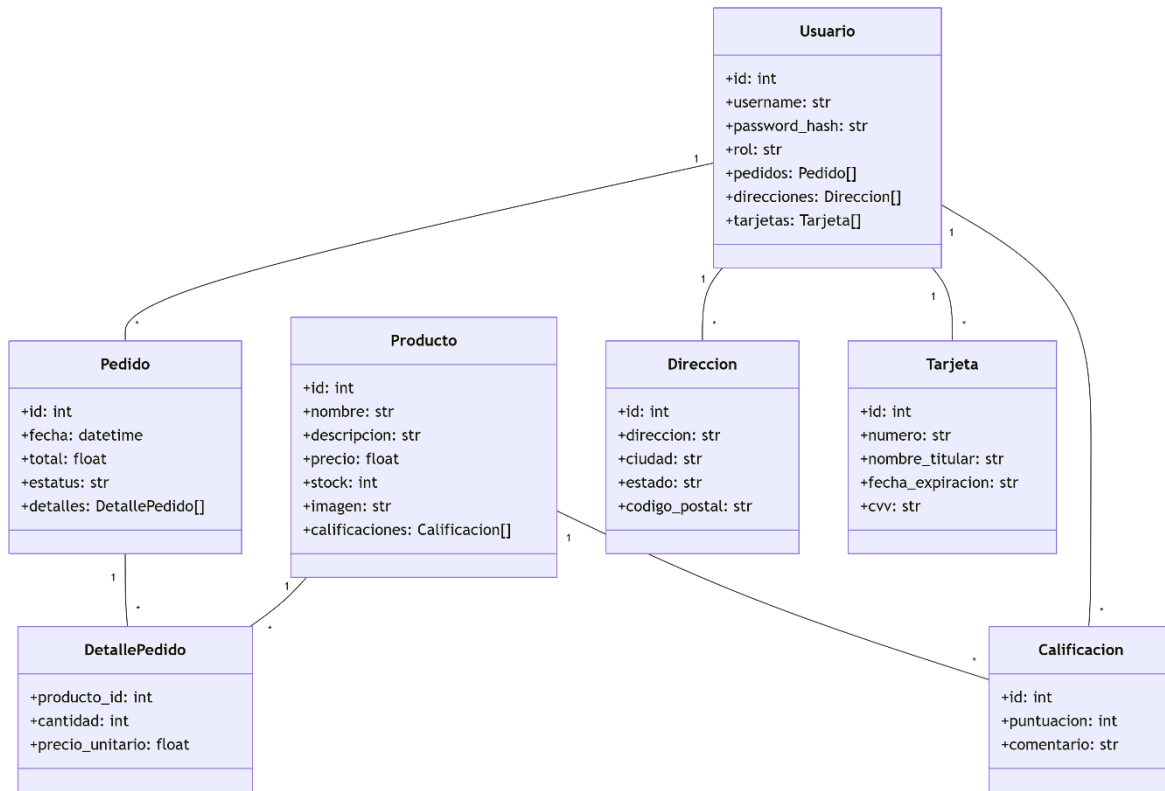 Usuario
+id: int
+username: str
+password_hash: str
+rol: str
+pedidos: Pedido[]
+direcciones: Direccion[]
+tarjetas: Tarjeta[]
1
1
1
1
*
*
*
*
Pedido
+id: int
+fecha: datetime
+total: float
+estatus: str
+detalles: DetallePedido[]
Producto
+id: int
+nombre: str
+descripcion: str
+precio: float
+stock: int
+imagen: str
+calificaciones: Calificacion[]
Direccion
+id: int
+direccion: str
+ciudad: str
+estado: str
+codigo_postal: str
Tarjeta
+id: int
+numero: str
+nombre_titular: str
+fecha_expiracion: str
+cvv: str
1
1
1
*
*
*
DetallePedido
+producto_id: int
+cantidad: int
+precio_unitario: float
Calificacion
+id: int
+puntuacion: int
+comentario: str